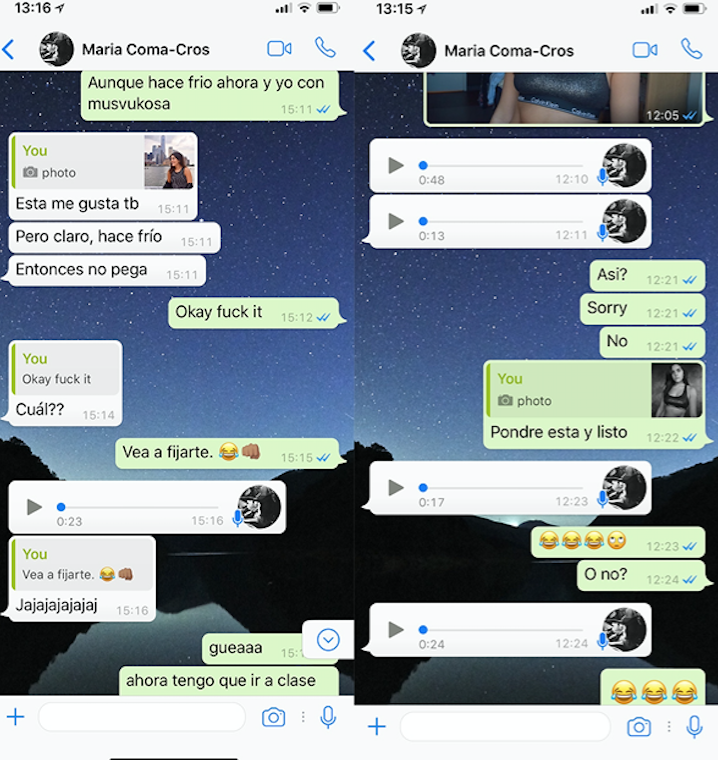 13:16
Maria Coma-Cros
Aunque hace frio ahora y yo con
musvukosa
15:11
You
photo
Esta me gusta tb
15:11
Pero claro, hace frío
15:11
Entonces no pega
15:11
Okay fuck it
15:12
You
Okay fuck it
Cuál??
15:14
Vea a fijarte. 😂👊🏽
15:15
0:23
15:16
You
Vea a fijarte. 😂👊🏽
Jajajajajajaj
15:16
gueaaa
ahora tengo que ir a clase
13:15
Maria Coma-Cros
Calvin Klein
12:05
0:48
12:10
0:13
12:11
Asi?
12:21
Sorry
12:21
No
12:21
You
photo
Pondre esta y listo
12:22
0:17
12:23
😂😂😂🙄
12:23
O no?
12:24
0:24
12:24
😂😂😂